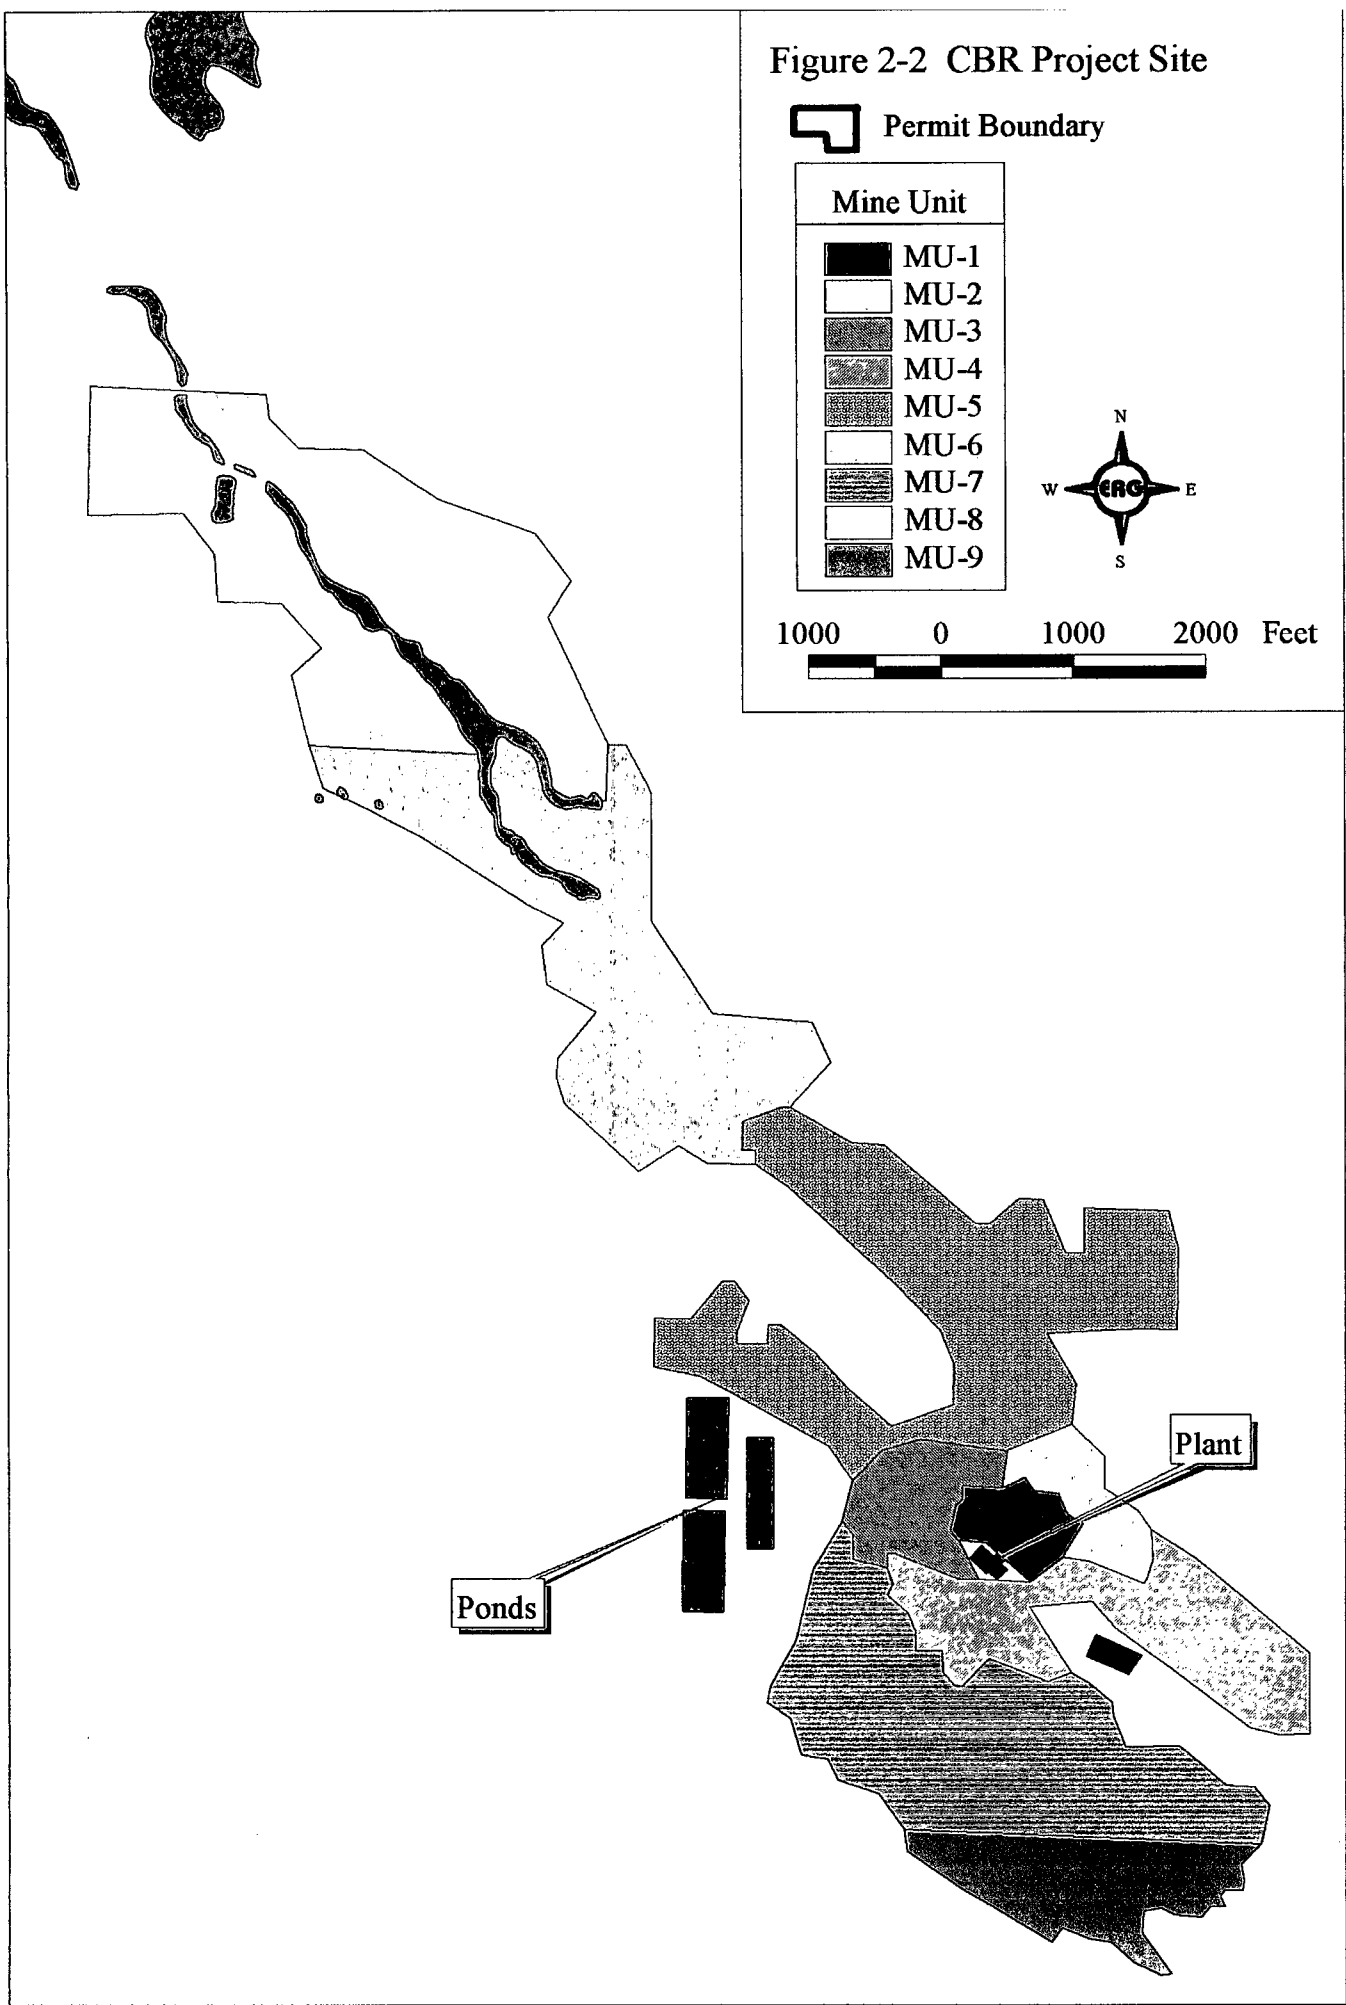 Figure 2-2 CBR Project Site
Permit Boundary
Mine Unit
MU-1
MU-2
MU-3
MU-4
MU-5
MU-6
MU-7
MU-8
MU-9
N
W ERG E
S
1000 0 1000 2000 Feet
Plant
Ponds